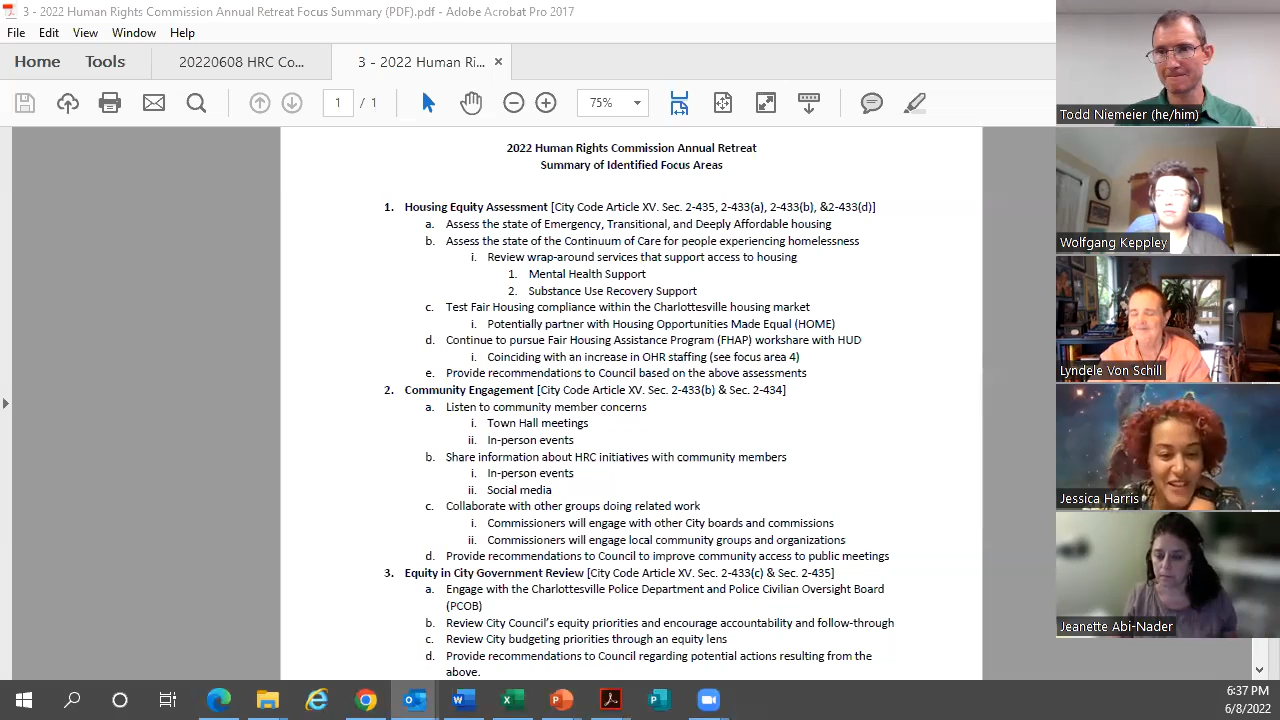 3 - 2022 Human Rights Commission Annual Retreat Focus Summary (PDF).pdf - Adobe Acrobat Pro 2017
File Edit View Window Help
Home Tools 20220608 HRC Co... 3 - 2022 Human Ri... ×
1 / 1 75%
2022 Human Rights Commission Annual Retreat
Summary of Identified Focus Areas
1. Housing Equity Assessment [City Code Article XV. Sec. 2-435, 2-433(a), 2-433(b), &2-433(d)]
a. Assess the state of Emergency, Transitional, and Deeply Affordable housing
b. Assess the state of the Continuum of Care for people experiencing homelessness
i. Review wrap-around services that support access to housing
1. Mental Health Support
2. Substance Use Recovery Support
c. Test Fair Housing compliance within the Charlottesville housing market
i. Potentially partner with Housing Opportunities Made Equal (HOME)
d. Continue to pursue Fair Housing Assistance Program (FHAP) workshare with HUD
i. Coinciding with an increase in OHR staffing (see focus area 4)
e. Provide recommendations to Council based on the above assessments
2. Community Engagement [City Code Article XV. Sec. 2-433(b) & Sec. 2-434]
a. Listen to community member concerns
i. Town Hall meetings
ii. In-person events
b. Share information about HRC initiatives with community members
i. In-person events
ii. Social media
c. Collaborate with other groups doing related work
i. Commissioners will engage with other City boards and commissions
ii. Commissioners will engage local community groups and organizations
d. Provide recommendations to Council to improve community access to public meetings
3. Equity in City Government Review [City Code Article XV. Sec. 2-433(c) & Sec. 2-435]
a. Engage with the Charlottesville Police Department and Police Civilian Oversight Board
(PCOB)
b. Review City Council's equity priorities and encourage accountability and follow-through
c. Review City budgeting priorities through an equity lens
d. Provide recommendations to Council regarding potential actions resulting from the
above.
Todd Niemeier (he/him)
Wolfgang Keppley
Lyndele Von Schill
Jessica Harris
Jeanette Abi-Nader
6:37 PM
6/8/2022